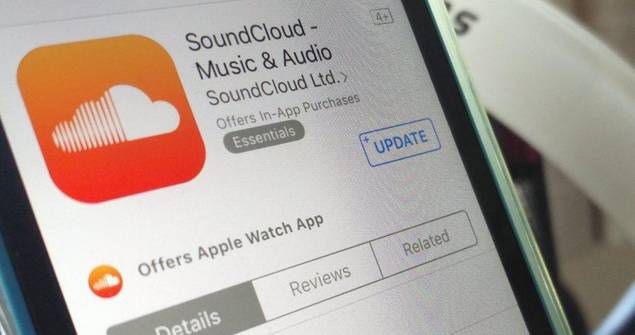 SoundCloud -
Music & Audio
4+
SoundCloud Ltd. >
Offers In-App Purchases
Essentials
+ UPDATE
Offers Apple Watch App
Details
Reviews
Related